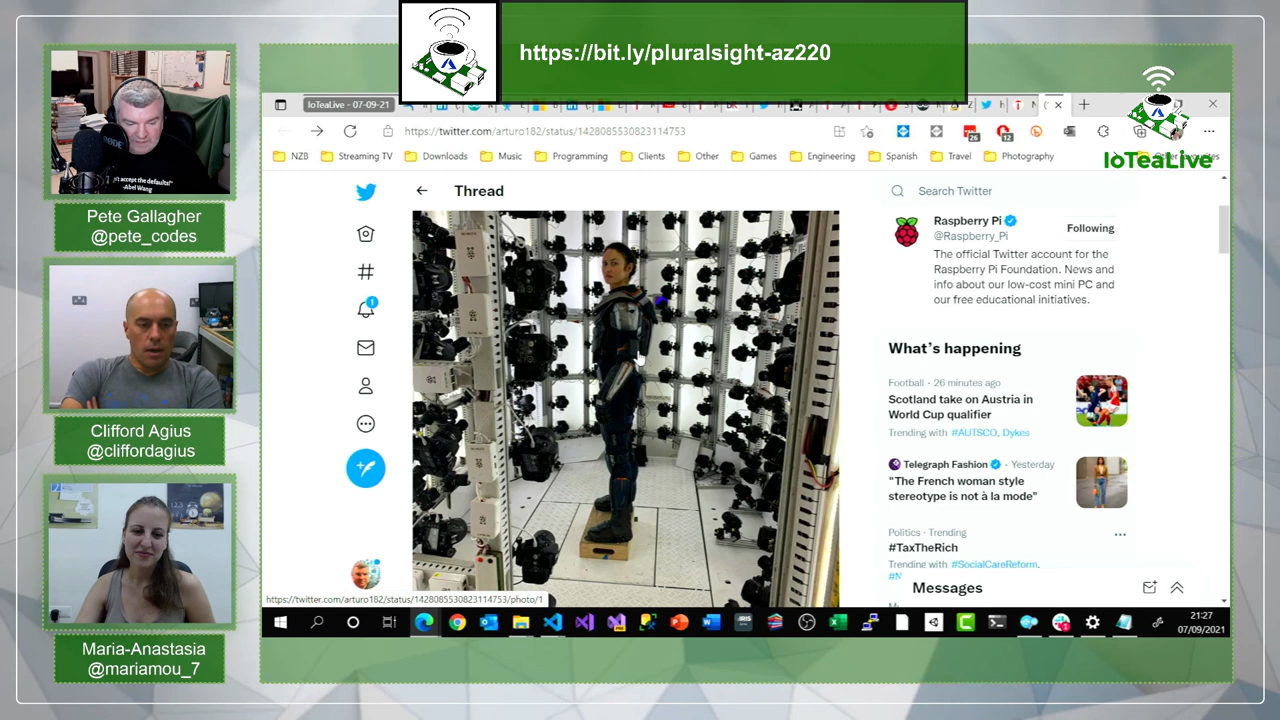 https://bit.ly/pluralsight-az220
IoTeaLive - 07-09-21
https://twitter.com/arturo182/status/1428085530823114753
IoTeaLive
NZB
Streaming TV
Downloads
Music
Programming
Clients
Other
Games
Engineering
Spanish
Travel
Photography
Other favourites
Pete Gallagher
@pete_codes
Clifford Agius
@cliffordagius
Maria-Anastasia
@mariamou_7
Thread
Search Twitter
Raspberry Pi
@Raspberry_Pi
Following
The official Twitter account for the
Raspberry Pi Foundation. News and
info about our low-cost mini PC and
our free educational initiatives.
What's happening
Football · 26 minutes ago
Scotland take on Austria in
World Cup qualifier
Trending with #AUTSCO, Dykes
Telegraph Fashion · Yesterday
"The French woman style
stereotype is not à la mode"
Politics · Trending
#TaxTheRich
Trending with #SocialCareReform,
Messages
https://twitter.com/arturo182/status/1428085530823114753/photo/1
21:27
07/09/2021